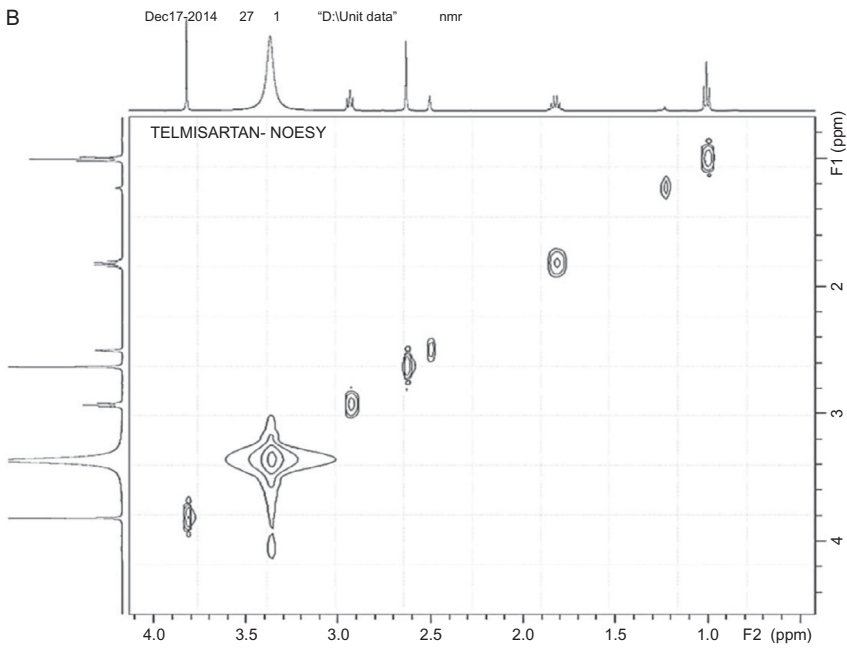 B
Dec17-2014 27 1 “D:\Unit data” nmr
TELMISARTAN- NOESY
F1 (ppm)
2
3
4
4.0 3.5 3.0 2.5 2.0 1.5 1.0 F2 (ppm)
1